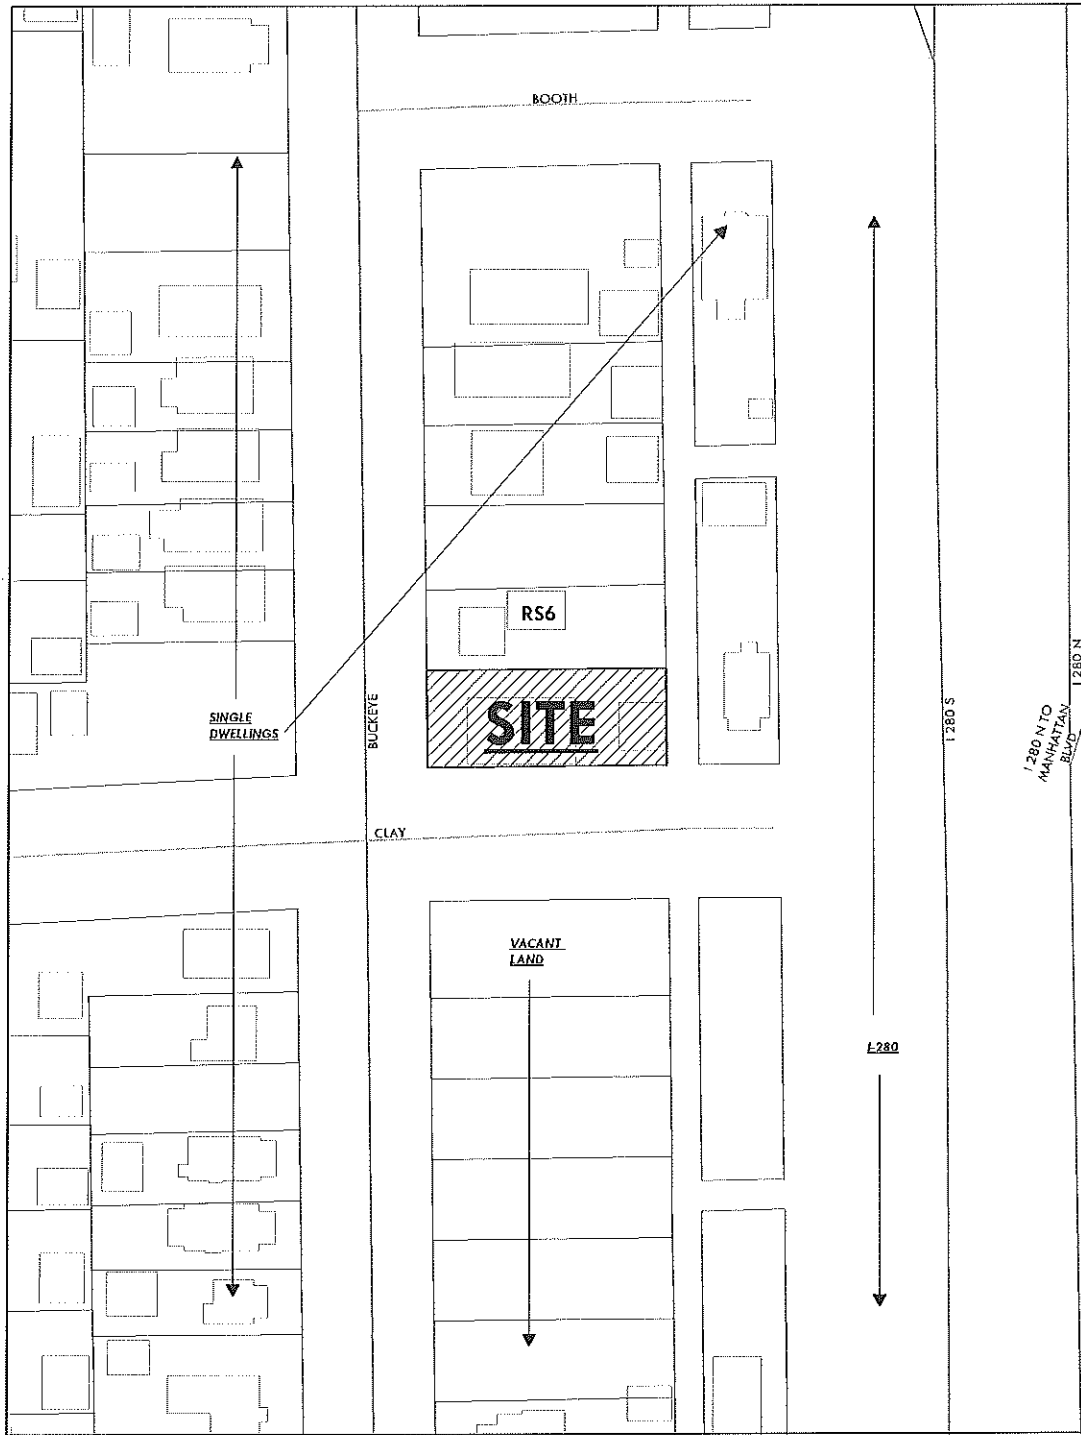 BOOTH
RS6
SITE
SINGLE
DWELLINGS
BUCKEYE
I 280 S
I 280 N
I 280 N TO
MANHATTAN
BLVD
CLAY
VACANT
LAND
I-280